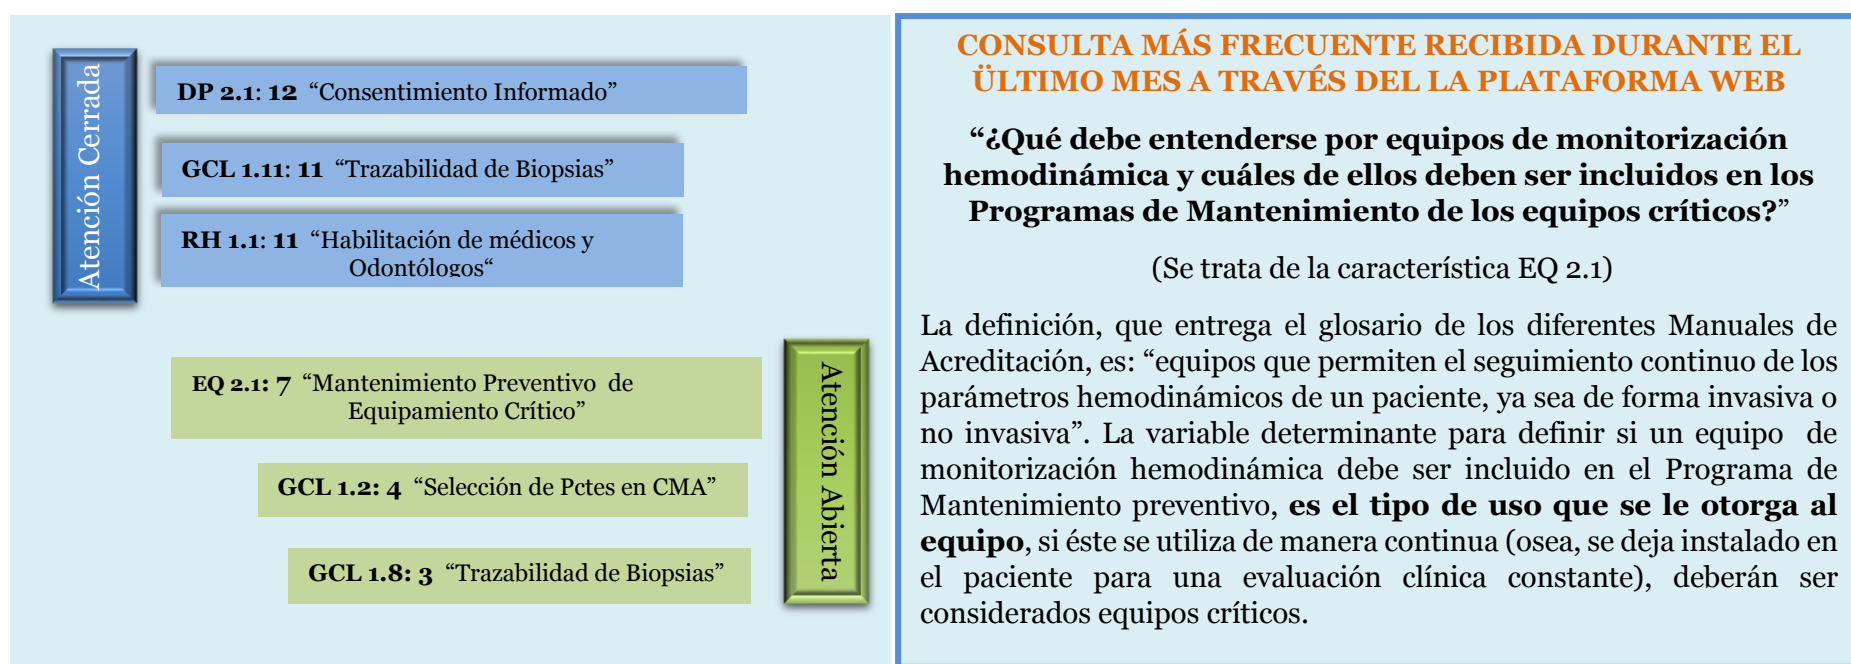 Atención Cerrada
DP 2.1: 12 “Consentimiento Informado”
GCL 1.11: 11 “Trazabilidad de Biopsias”
RH 1.1: 11 “Habilitación de médicos y
Odontólogos“
EQ 2.1: 7 “Mantenimiento Preventivo de
Equipamiento Crítico”
GCL 1.2: 4 “Selección de Pctes en CMA”
GCL 1.8: 3 “Trazabilidad de Biopsias”
Atención Abierta
CONSULTA MÁS FRECUENTE RECIBIDA DURANTE EL
ÜLTIMO MES A TRAVÉS DEL LA PLATAFORMA WEB
“¿Qué debe entenderse por equipos de monitorización
hemodinámica y cuáles de ellos deben ser incluidos en los
Programas de Mantenimiento de los equipos críticos?”
(Se trata de la característica EQ 2.1)
La definición, que entrega el glosario de los diferentes Manuales de
Acreditación, es: “equipos que permiten el seguimiento continuo de los
parámetros hemodinámicos de un paciente, ya sea de forma invasiva o
no invasiva”. La variable determinante para definir si un equipo de
monitorización hemodinámica debe ser incluido en el Programa de
Mantenimiento preventivo, es el tipo de uso que se le otorga al
equipo, si éste se utiliza de manera continua (osea, se deja instalado en
el paciente para una evaluación clínica constante), deberán ser
considerados equipos críticos.